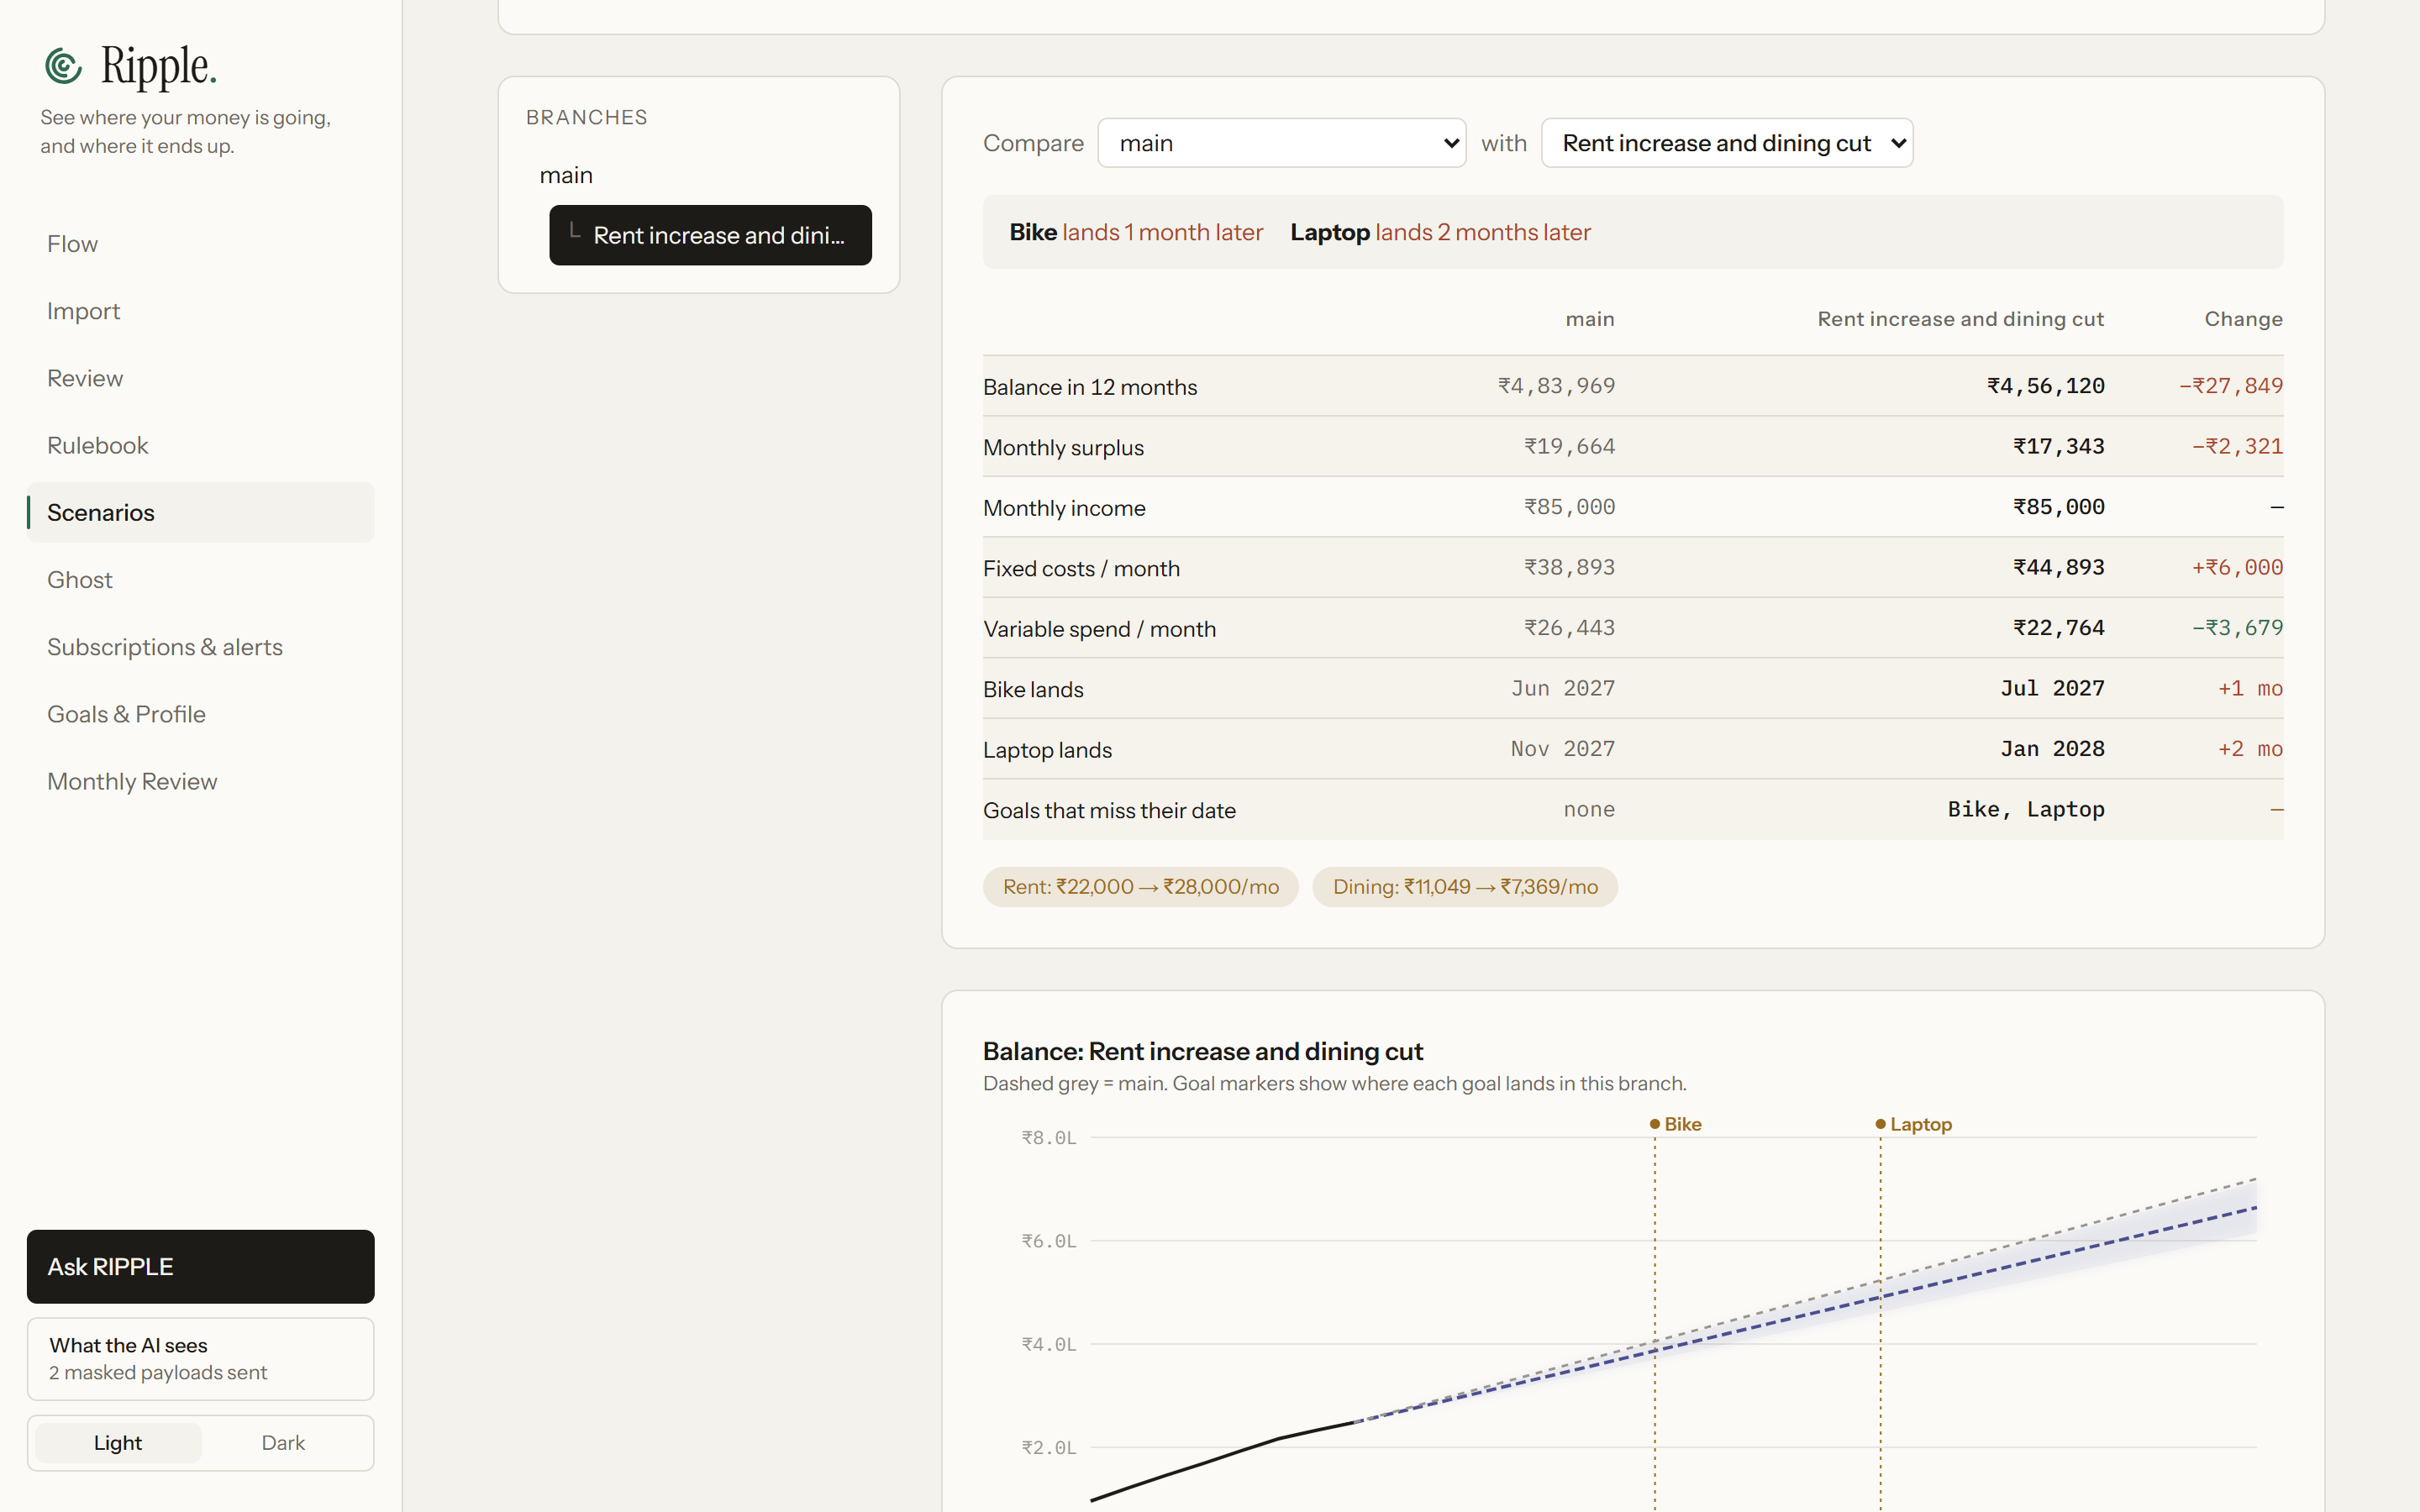 Ripple.
See where your money is going,
and where it ends up.
Flow
Import
Review
Rulebook
Scenarios
Ghost
Subscriptions & alerts
Goals & Profile
Monthly Review
Ask RIPPLE
What the AI sees
2 masked payloads sent
Light Dark
BRANCHES
main
└ Rent increase and dini...
Compare main with Rent increase and dining cut
Bike lands 1 month later Laptop lands 2 months later
main Rent increase and dining cut Change
Balance in 12 months ₹4,83,969 ₹4,56,120 −₹27,849
Monthly surplus ₹19,664 ₹17,343 −₹2,321
Monthly income ₹85,000 ₹85,000 —
Fixed costs / month ₹38,893 ₹44,893 +₹6,000
Variable spend / month ₹26,443 ₹22,764 −₹3,679
Bike lands Jun 2027 Jul 2027 +1 mo
Laptop lands Nov 2027 Jan 2028 +2 mo
Goals that miss their date none Bike, Laptop —
Rent: ₹22,000 → ₹28,000/mo Dining: ₹11,049 → ₹7,369/mo
Balance: Rent increase and dining cut
Dashed grey = main. Goal markers show where each goal lands in this branch.
Bike Laptop
₹8.0L
₹6.0L
₹4.0L
₹2.0L